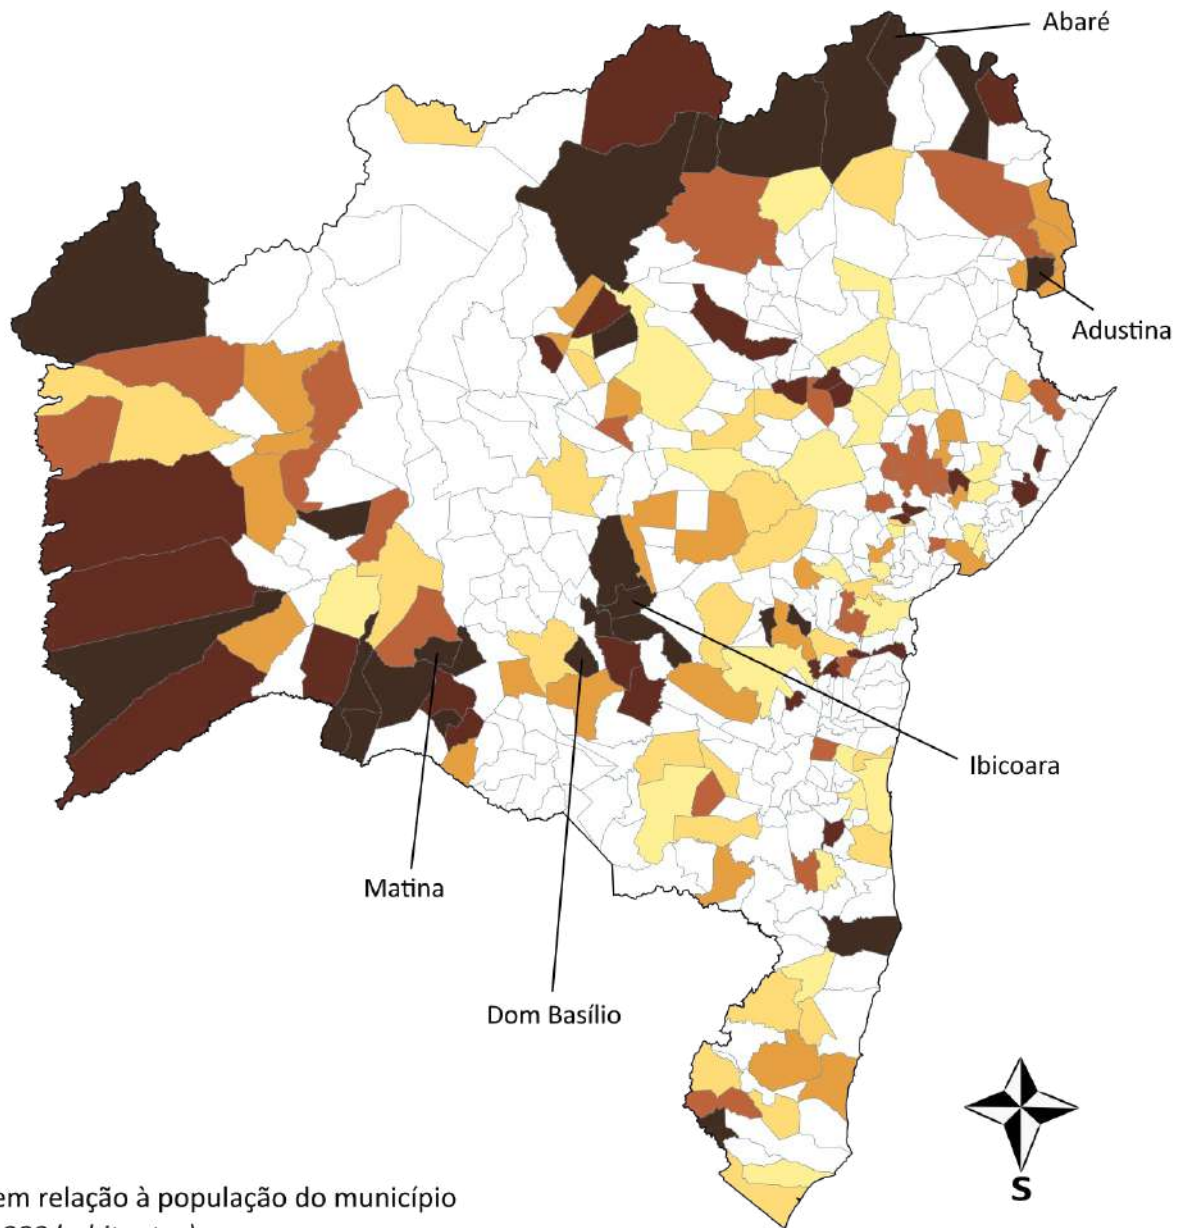 Abaré
Adustina
Ibicoara
Matina
Dom Basílio
S
em relação à população do município